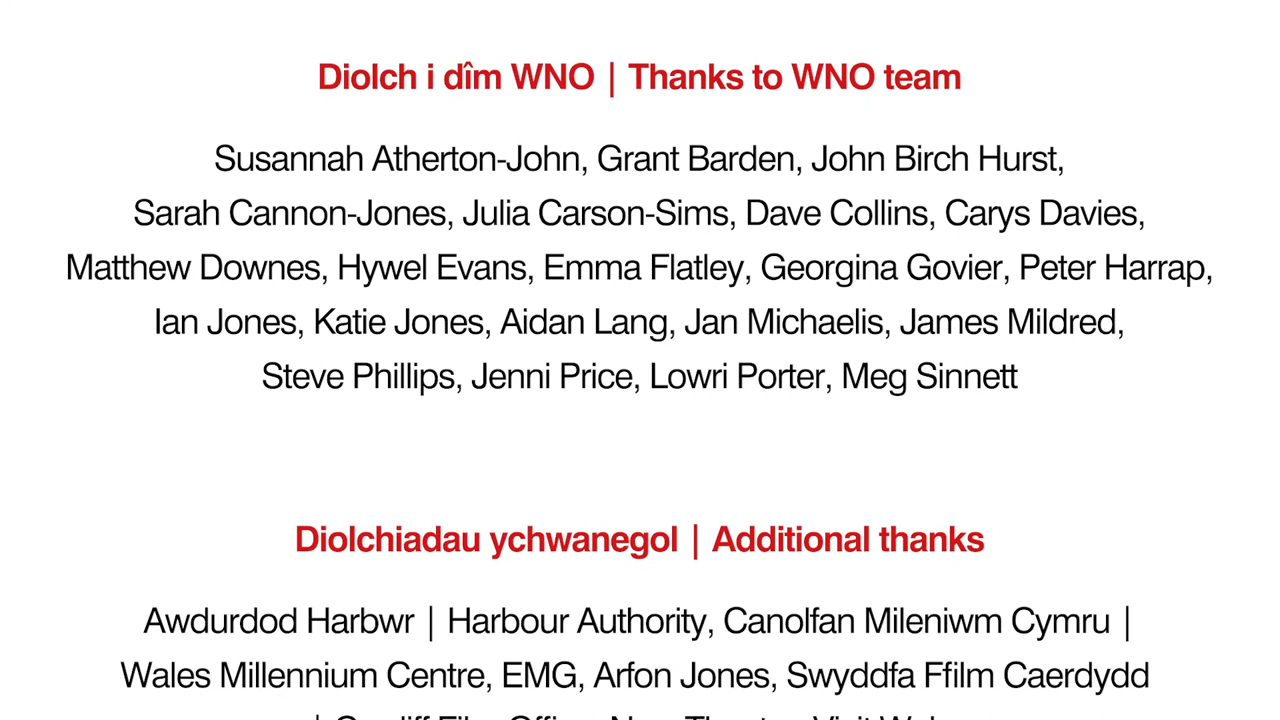 Diolch i dîm WNO | Thanks to WNO team
Susannah Atherton-John, Grant Barden, John Birch Hurst,
Sarah Cannon-Jones, Julia Carson-Sims, Dave Collins, Carys Davies,
Matthew Downes, Hywel Evans, Emma Flatley, Georgina Govier, Peter Harrap,
Ian Jones, Katie Jones, Aidan Lang, Jan Michaelis, James Mildred,
Steve Phillips, Jenni Price, Lowri Porter, Meg Sinnett
Diolchiadau ychwanegol | Additional thanks
Awdurdod Harbwr | Harbour Authority, Canolfan Mileniwm Cymru |
Wales Millennium Centre, EMG, Arfon Jones, Swyddfa Ffilm Caerdydd